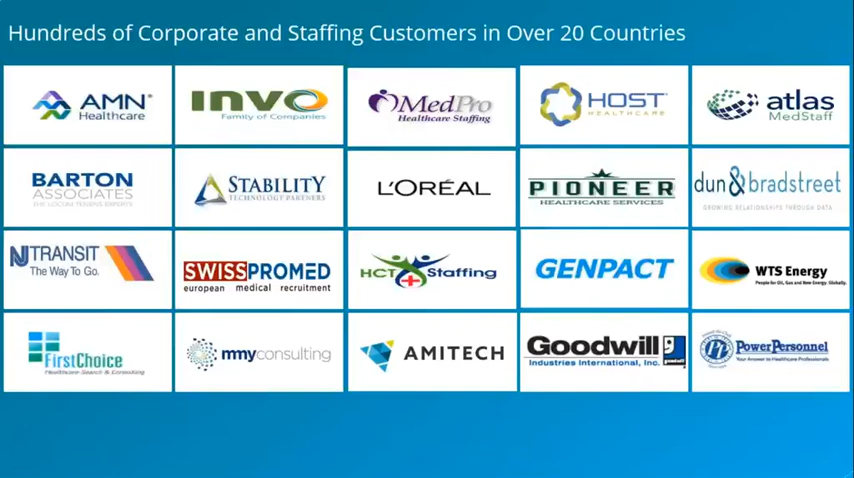 Hundreds of Corporate and Staffing Customers in Over 20 Countries
AMN
Healthcare
INVO
Family of Companies
MedPro
Healthcare Staffing
HOST
HEALTHCARE
atlas
MedStaff
BARTON
ASSOCIATES
THE LOCUM TENENS EXPERTS
STABILITY
TECHNOLOGY PARTNERS
L'ORÉAL
PIONEER
HEALTHCARE SERVICES
dun & bradstreet
GROWING RELATIONSHIPS THROUGH DATA
NJTRANSIT
The Way To Go.
SWISSPROMED
european medical recruitment
HCT Staffing
GENPACT
WTS Energy
People for Oil, Gas and New Energy. Globally.
FirstChoice
Healthcare Search & Consulting
mmyconsulting
AMITECH
Goodwill
goodwill
Industries International, Inc.
PowerPersonnel
Your Answer to Healthcare Professionals